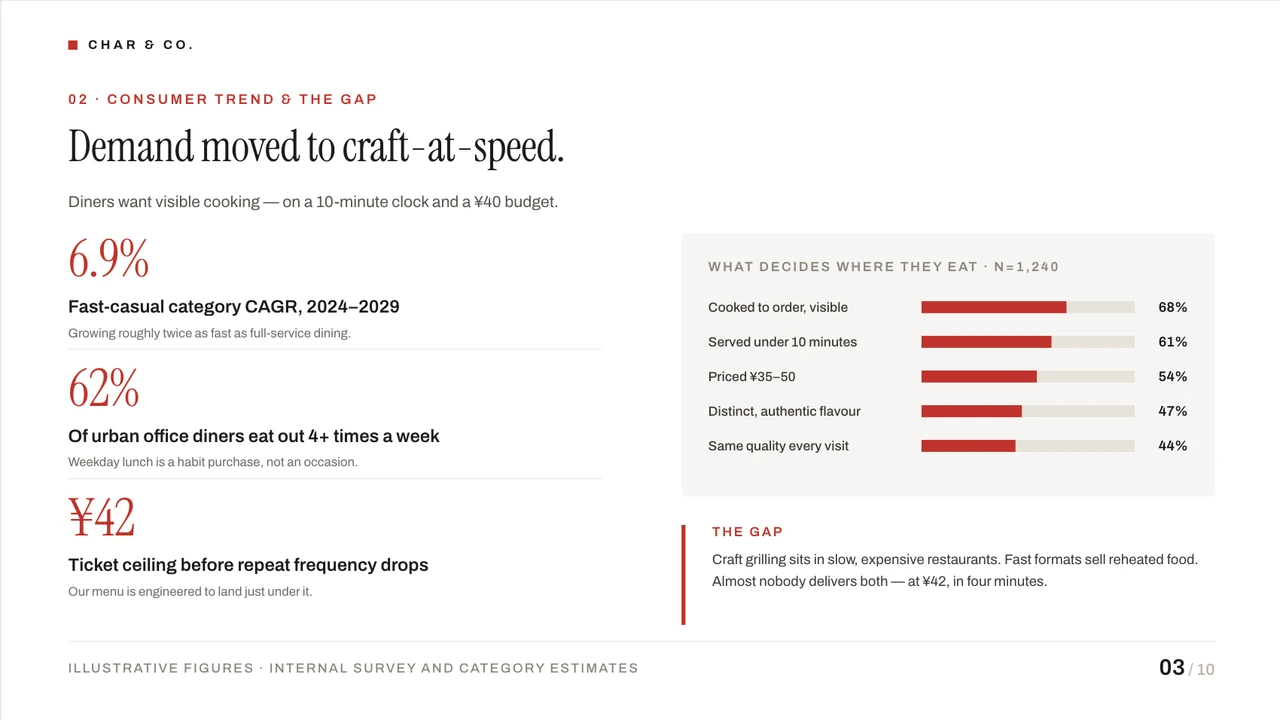 CHAR & CO.
02 · CONSUMER TREND & THE GAP
Demand moved to craft-at-speed.
Diners want visible cooking — on a 10-minute clock and a ¥40 budget.
6.9%
Fast-casual category CAGR, 2024–2029
Growing roughly twice as fast as full-service dining.
62%
Of urban office diners eat out 4+ times a week
Weekday lunch is a habit purchase, not an occasion.
¥42
Ticket ceiling before repeat frequency drops
Our menu is engineered to land just under it.
WHAT DECIDES WHERE THEY EAT · N=1,240
Cooked to order, visible 68%
Served under 10 minutes 61%
Priced ¥35–50 54%
Distinct, authentic flavour 47%
Same quality every visit 44%
THE GAP
Craft grilling sits in slow, expensive restaurants. Fast formats sell reheated food.
Almost nobody delivers both — at ¥42, in four minutes.
ILLUSTRATIVE FIGURES · INTERNAL SURVEY AND CATEGORY ESTIMATES
03 / 10